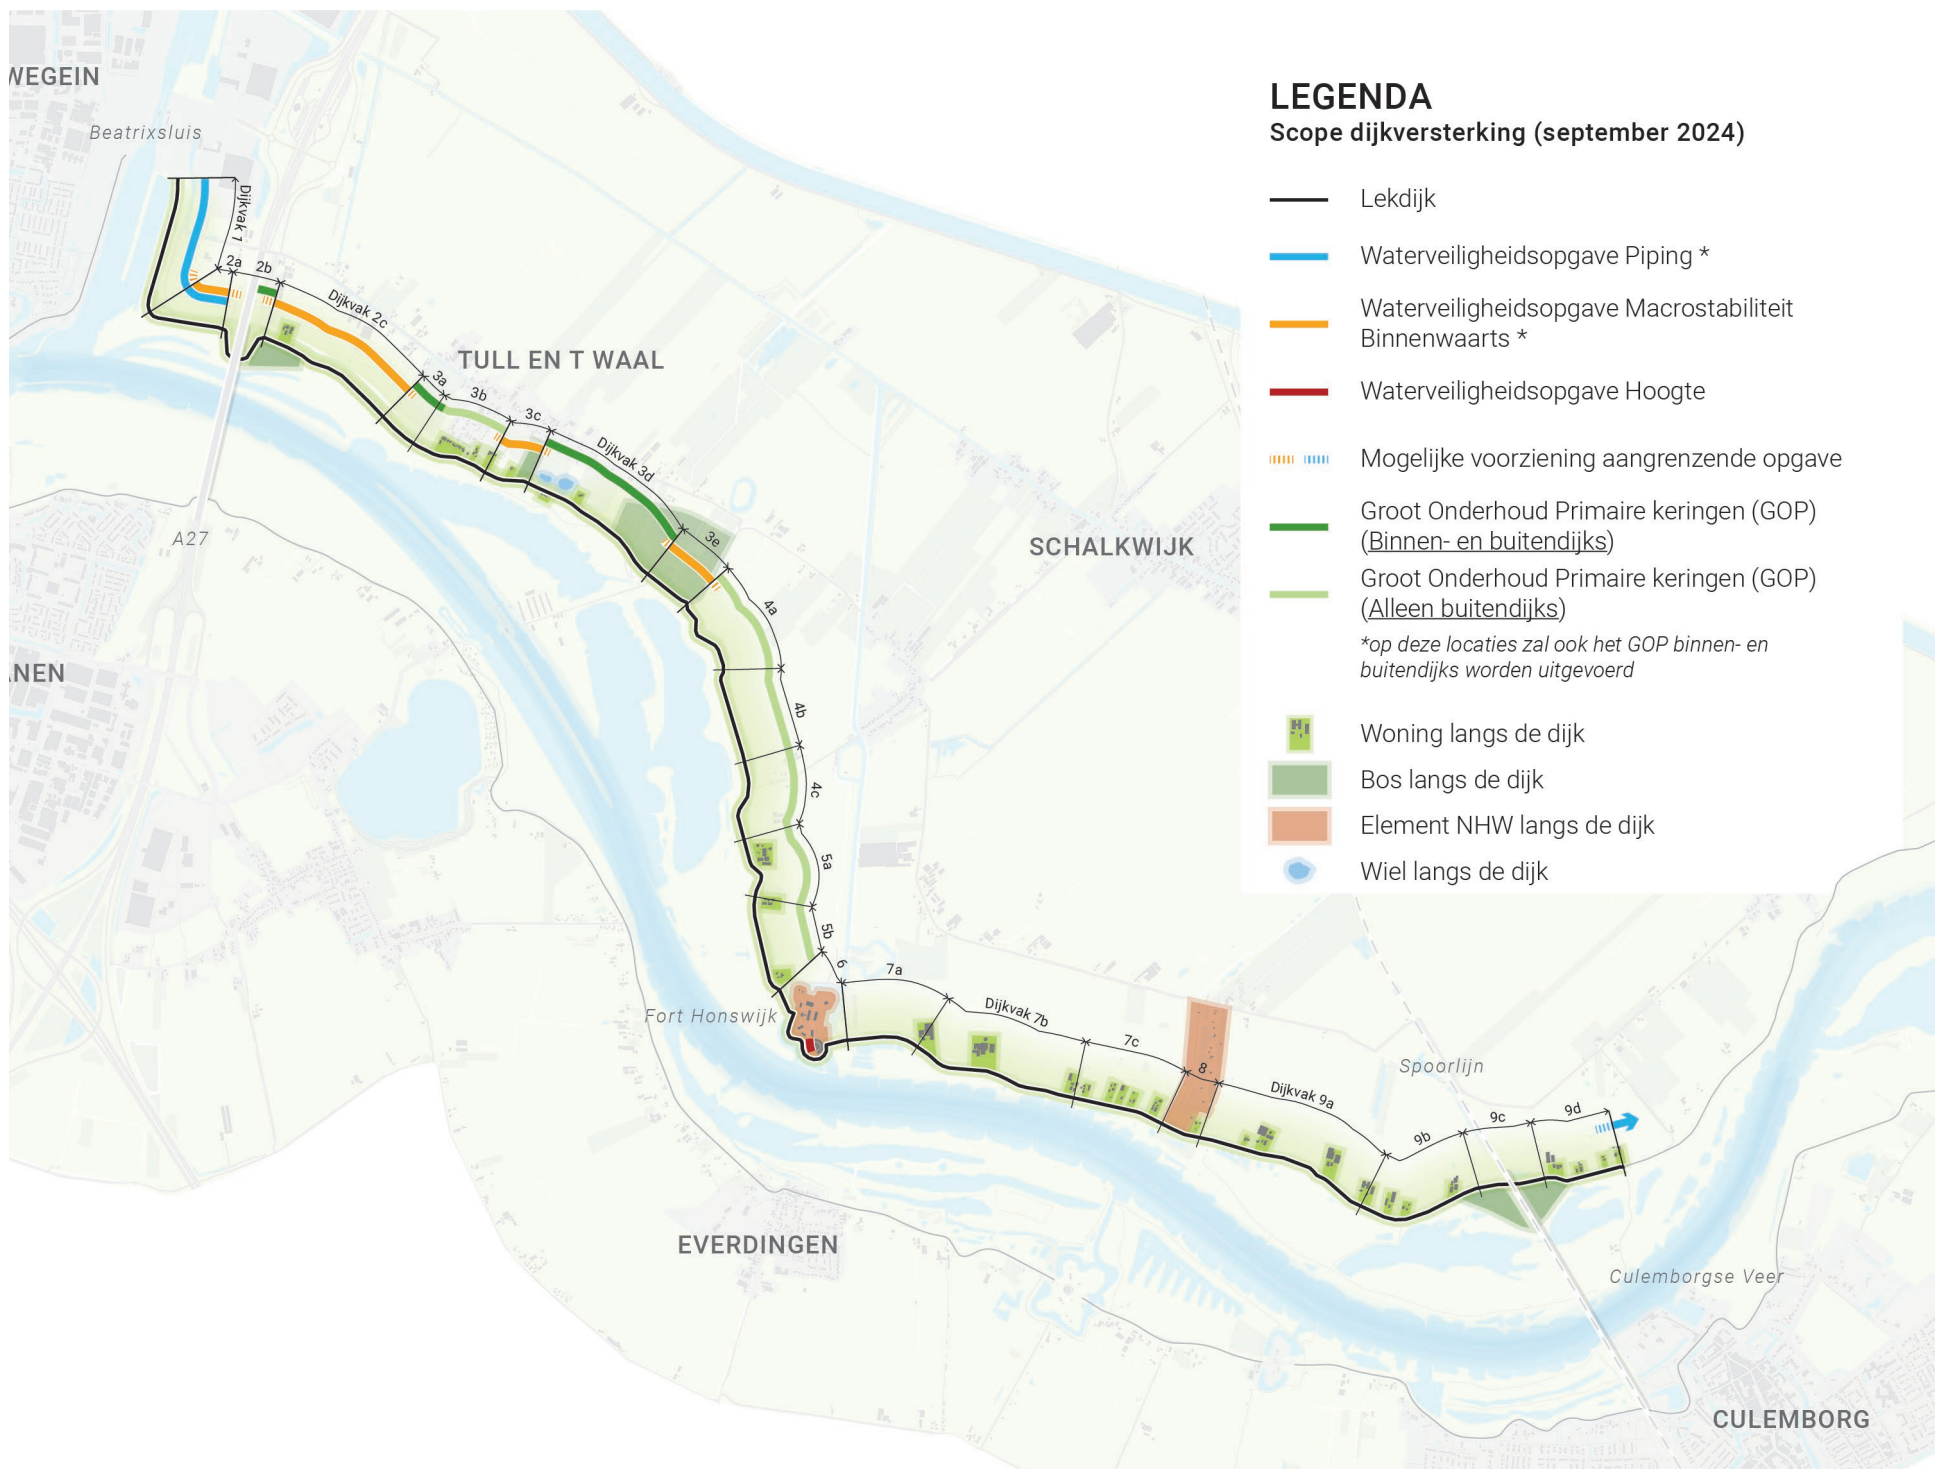 WEGEIN
Beatrixsluis
Dijkvak 1
2a
2b
Dijkvak 2c
TULL EN T WAAL
3a
3b
3c
Dijkvak 3d
3e
A27
SCHALKWIJK
4a
ANEN
4b
4c
5a
5b
6
7a
Fort Honswijk
Dijkvak 7b
7c
8
Spoorlijn
Dijkvak 9a
9b
9c
9d
EVERDINGEN
Culemborgse Veer
CULEMBORG
LEGENDA
Scope dijkversterking (september 2024)
Lekdijk
Waterveiligheidsopgave Piping *
Waterveiligheidsopgave Macrostabiliteit
Binnenwaarts *
Waterveiligheidsopgave Hoogte
Mogelijke voorziening aangrenzende opgave
Groot Onderhoud Primaire keringen (GOP)
(Binnen- en buitendijks)
Groot Onderhoud Primaire keringen (GOP)
(Alleen buitendijks)
*op deze locaties zal ook het GOP binnen- en
buitendijks worden uitgevoerd
Woning langs de dijk
Bos langs de dijk
Element NHW langs de dijk
Wiel langs de dijk